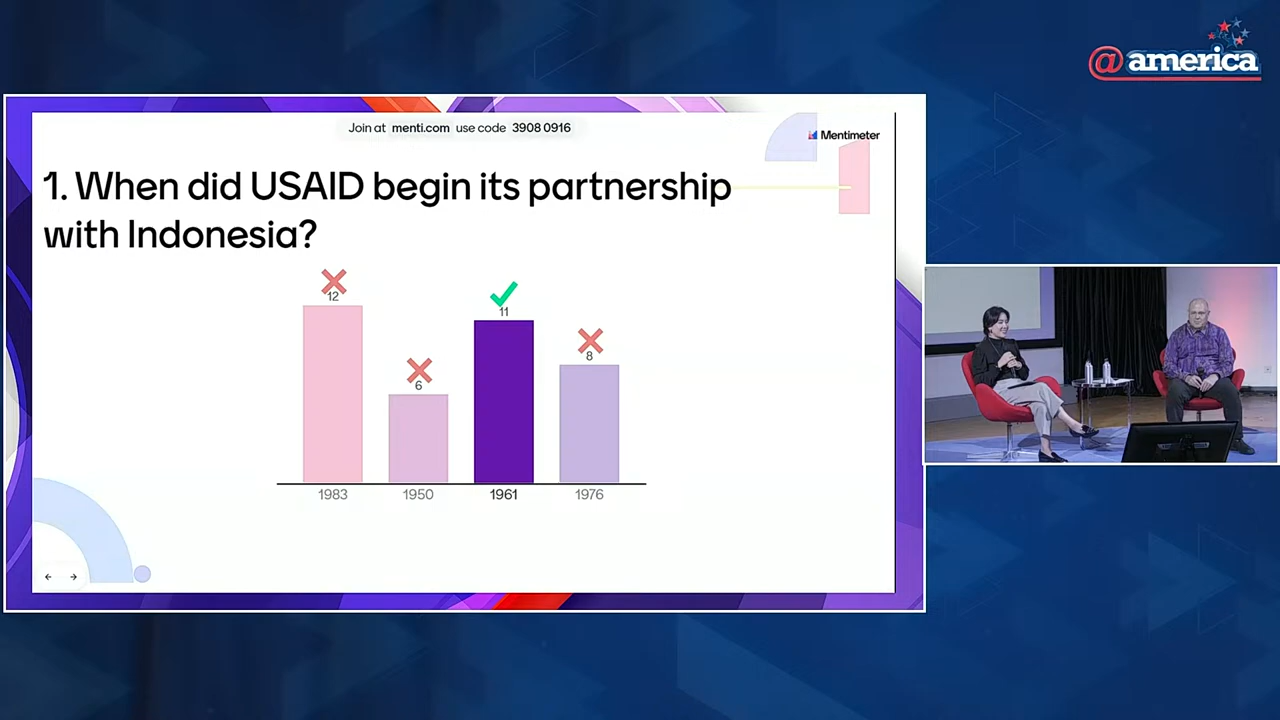 @america
Join at menti.com use code 3908 0916
Mentimeter
1. When did USAID begin its partnership
with Indonesia?
12
6
11
8
1983
1950
1961
1976